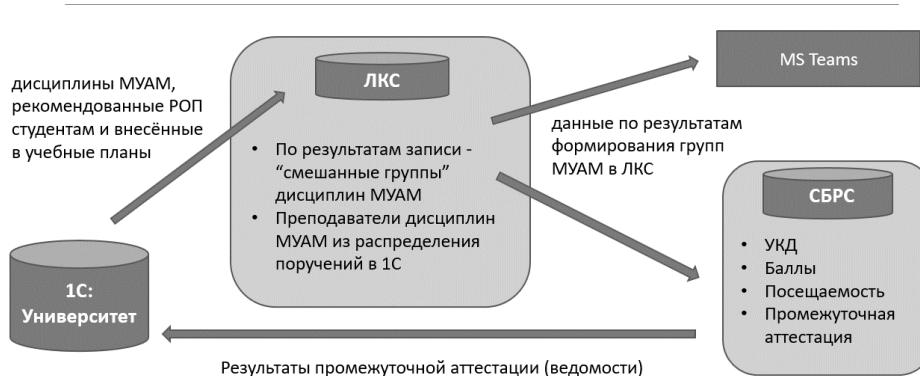 дисциплины МУАМ,
рекомендованные РОП
студентам и внесённые
в учебные планы
1С:
Университет
ЛКС
• По результатам записи -
“смешанные группы”
дисциплин МУАМ
• Преподаватели дисциплин
МУАМ из распределения
поручений в 1С
MS Teams
данные по результатам
формирования групп
МУАМ в ЛКС
СБРС
• УКД
• Баллы
• Посещаемость
• Промежуточная
аттестация
Результаты промежуточной аттестации (ведомости)